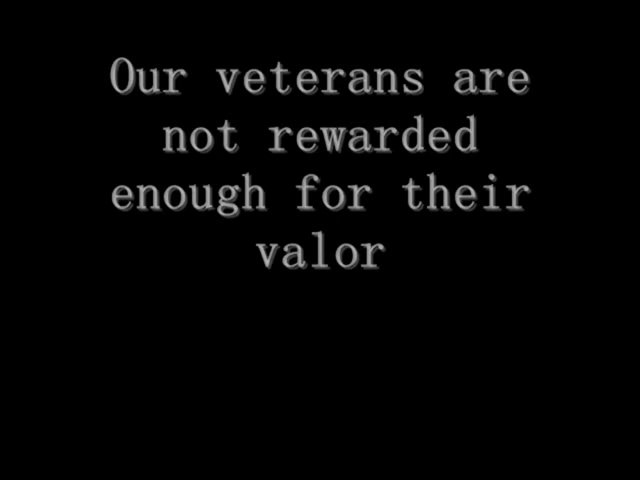 Our veterans are
not rewarded
enough for their
valor